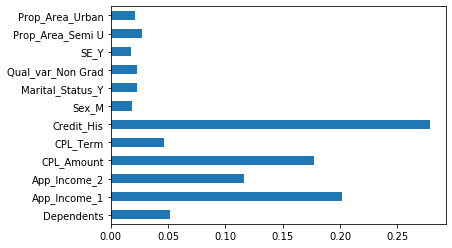 Prop_Area_Urban
Prop_Area_Semi U
SE_Y
Qual_var_Non Grad
Marital_Status_Y
Sex_M
Credit_His
CPL_Term
CPL_Amount
App_Income_2
App_Income_1
Dependents
0.00 0.05 0.10 0.15 0.20 0.25